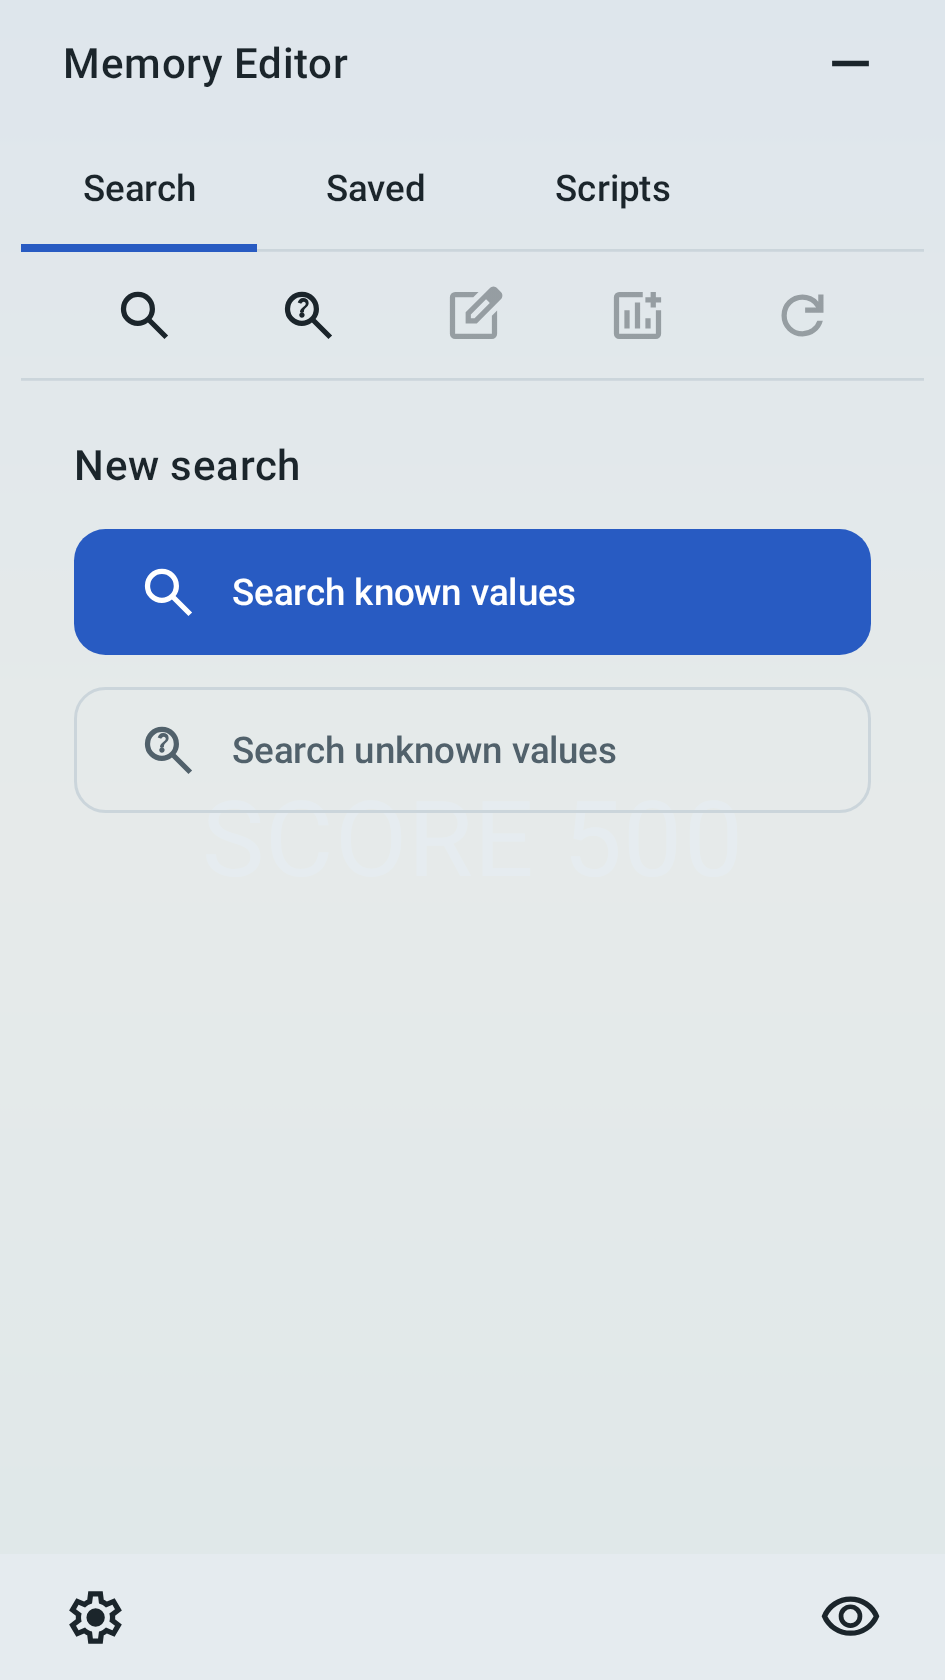 Memory Editor
Search Saved Scripts
New search
Search known values
Search unknown values
SCORE 500